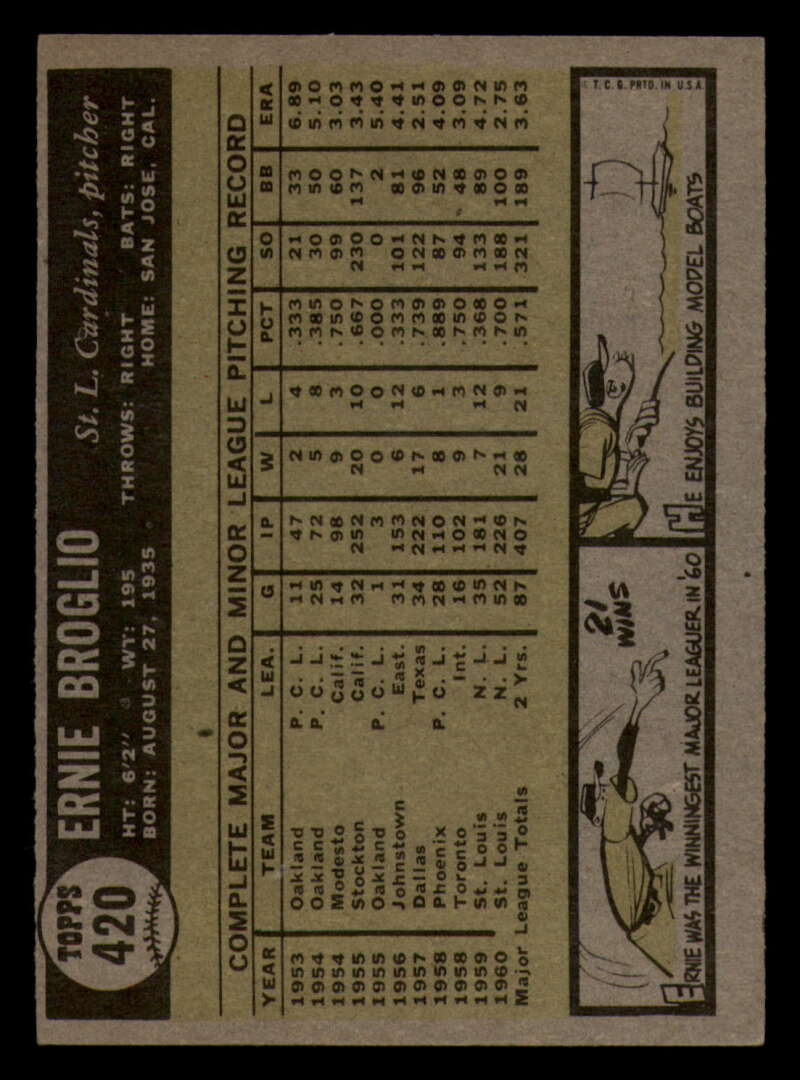 TOPPS
420
ERNIE BROGLIO St. L. Cardinals, pitcher
HT: 6'2" WT: 195 THROWS: RIGHT BATS: RIGHT
BORN: AUGUST 27, 1935 HOME: SAN JOSE, CAL.
COMPLETE MAJOR AND MINOR LEAGUE PITCHING RECORD
YEAR TEAM LEA. G IP W L PCT SO BB ERA
1953 Oakland P. C. L. 11 47 2 4 .333 21 33 6.89
1954 Oakland P. C. L. 25 72 5 8 .385 30 50 5.10
1954 Modesto Calif. 14 98 9 3 .750 99 60 3.03
1955 Stockton Calif. 32 252 20 10 .667 230 137 3.43
1955 Oakland P. C. L. 1 3 0 0 .000 0 2 5.40
1956 Johnstown East. 31 153 6 12 .333 101 81 4.41
1957 Dallas Texas 34 222 17 6 .739 122 96 2.51
1958 Phoenix P. C. L. 28 110 8 1 .889 87 52 4.09
1958 Toronto Int. 16 102 9 3 .750 94 48 3.09
1959 St. Louis N. L. 35 181 7 12 .368 133 89 4.72
1960 St. Louis N. L. 52 226 21 9 .700 188 100 2.75
Major League Totals 2 Yrs. 87 407 28 21 .571 321 189 3.63
21
WINS
ERNIE WAS THE WINNINGEST MAJOR LEAGUER IN '60
© T. C. G. PRTD. IN U.S.A.
HE ENJOYS BUILDING MODEL BOATS